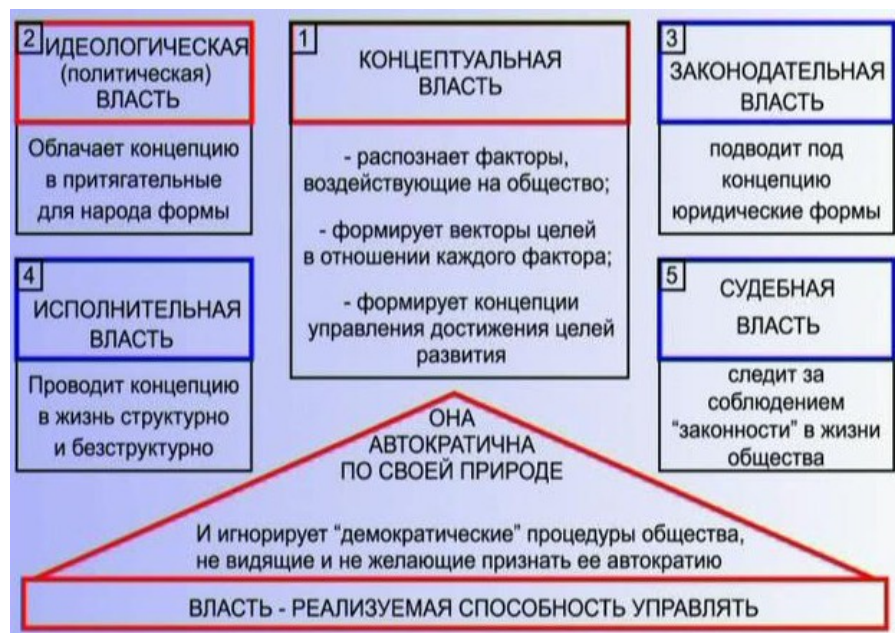 2
ИДЕОЛОГИЧЕСКАЯ
(политическая)
ВЛАСТЬ
Облачает концепцию
в притягательные
для народа формы
1
КОНЦЕПТУАЛЬНАЯ
ВЛАСТЬ
- распознает факторы,
воздействующие на общество;
- формирует векторы целей
в отношении каждого фактора;
- формирует концепции
управления достижения целей
развития
3
ЗАКОНОДАТЕЛЬНАЯ
ВЛАСТЬ
подводит под
концепцию
юридические формы
4
ИСПОЛНИТЕЛЬНАЯ
ВЛАСТЬ
Проводит концепцию
в жизнь структурно
и безструктурно
5
СУДЕБНАЯ
ВЛАСТЬ
следит за
соблюдением
“законности” в жизни
общества
ОНА
АВТОКРАТИЧНА
ПО СВОЕЙ ПРИРОДЕ
И игнорирует “демократические” процедуры общества,
не видящие и не желающие признать ее автократию
ВЛАСТЬ - РЕАЛИЗУЕМАЯ СПОСОБНОСТЬ УПРАВЛЯТЬ